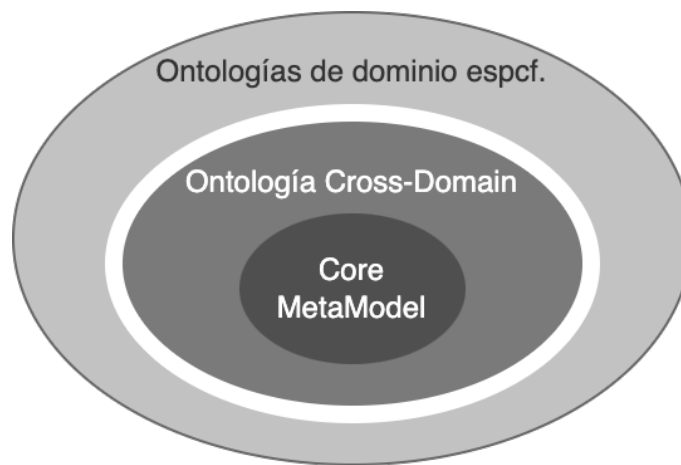 Ontologías de dominio espcf.
Ontología Cross-Domain
Core
MetaModel